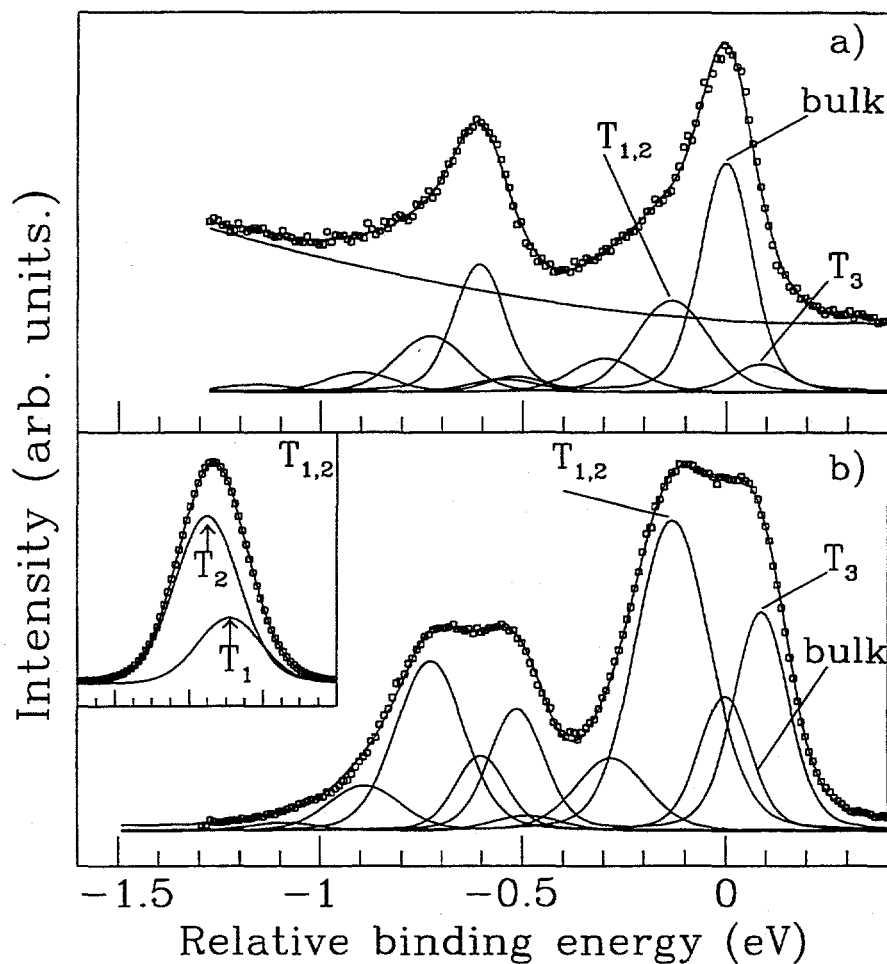 a)
bulk
T1,2
T3
Intensity (arb. units.)
T1,2
T2
T1
T1,2
b)
T3
bulk
-1.5 -1 -0.5 0
Relative binding energy (eV)